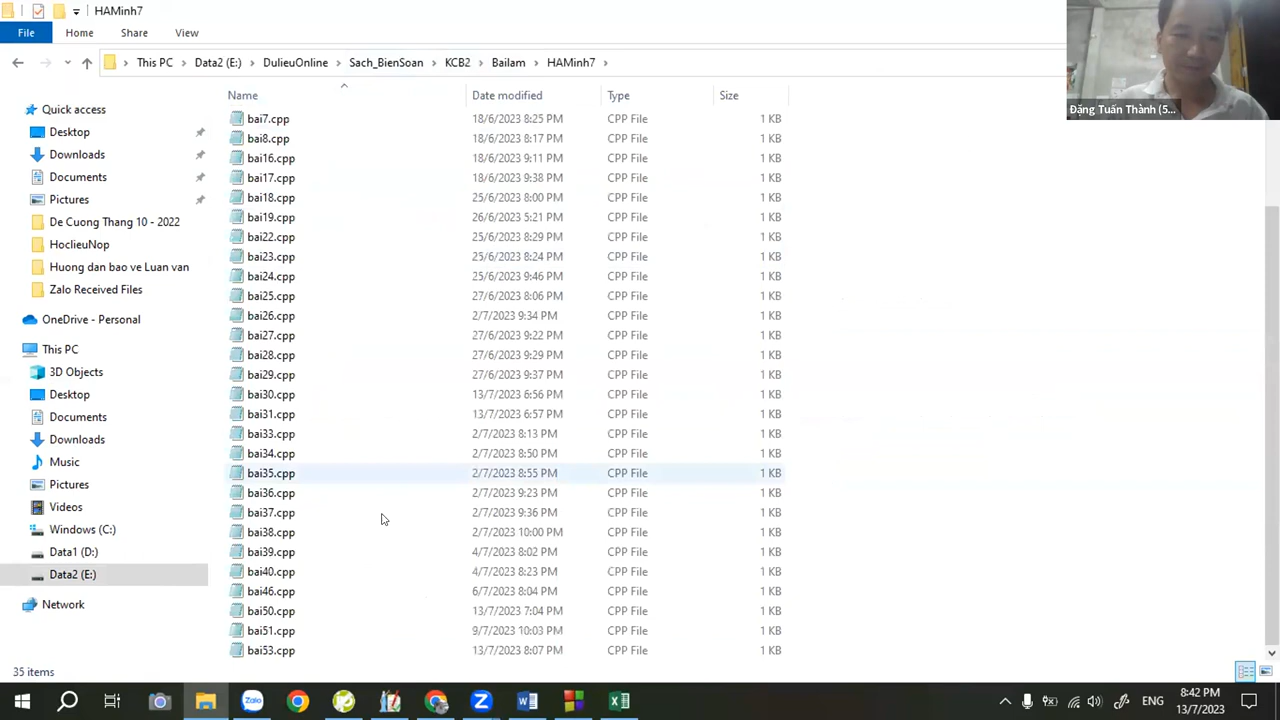 HAMinh7
File Home Share View
This PC Data2 (E:) DulieuOnline Sach_BienSoan KCB2 Bailam HAMinh7
Đặng Tuấn Thành (5...
Name Date modified Type Size
Quick access
Desktop
Downloads
Documents
Pictures
De Cuong Thang 10 - 2022
HoclieuNop
Huong dan bao ve Luan van
Zalo Received Files
OneDrive - Personal
This PC
3D Objects
Desktop
Documents
Downloads
Music
Pictures
Videos
Windows (C:)
Data1 (D:)
Data2 (E:)
Network
bai7.cpp 18/6/2023 8:25 PM CPP File 1 KB
bai8.cpp 18/6/2023 8:17 PM CPP File 1 KB
bai16.cpp 18/6/2023 9:11 PM CPP File 1 KB
bai17.cpp 18/6/2023 9:38 PM CPP File 1 KB
bai18.cpp 25/6/2023 8:00 PM CPP File 1 KB
bai19.cpp 26/6/2023 5:21 PM CPP File 1 KB
bai22.cpp 25/6/2023 8:29 PM CPP File 1 KB
bai23.cpp 25/6/2023 8:24 PM CPP File 1 KB
bai24.cpp 25/6/2023 9:46 PM CPP File 1 KB
bai25.cpp 27/6/2023 8:06 PM CPP File 1 KB
bai26.cpp 2/7/2023 9:34 PM CPP File 1 KB
bai27.cpp 27/6/2023 9:22 PM CPP File 1 KB
bai28.cpp 27/6/2023 9:29 PM CPP File 1 KB
bai29.cpp 27/6/2023 9:37 PM CPP File 1 KB
bai30.cpp 13/7/2023 6:56 PM CPP File 1 KB
bai31.cpp 13/7/2023 6:57 PM CPP File 1 KB
bai33.cpp 2/7/2023 8:13 PM CPP File 1 KB
bai34.cpp 2/7/2023 8:50 PM CPP File 1 KB
bai35.cpp 2/7/2023 8:55 PM CPP File 1 KB
bai36.cpp 2/7/2023 9:23 PM CPP File 1 KB
bai37.cpp 2/7/2023 9:36 PM CPP File 1 KB
bai38.cpp 2/7/2023 10:00 PM CPP File 1 KB
bai39.cpp 4/7/2023 8:02 PM CPP File 1 KB
bai40.cpp 4/7/2023 8:23 PM CPP File 1 KB
bai46.cpp 6/7/2023 8:04 PM CPP File 1 KB
bai50.cpp 13/7/2023 7:04 PM CPP File 1 KB
bai51.cpp 9/7/2023 10:03 PM CPP File 1 KB
bai53.cpp 13/7/2023 8:07 PM CPP File 1 KB
35 items
Zalo
ENG
8:42 PM
13/7/2023